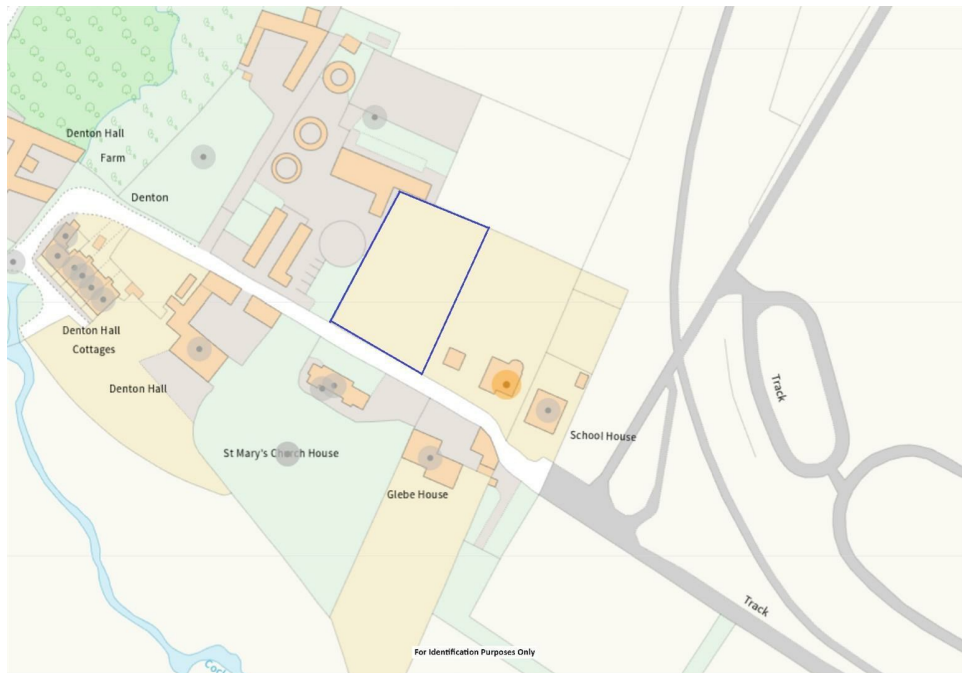 Denton Hall
Farm
Denton
Denton Hall
Cottages
Denton Hall
St Mary's Church House
Glebe House
School House
Track
Track
For Identification Purposes Only